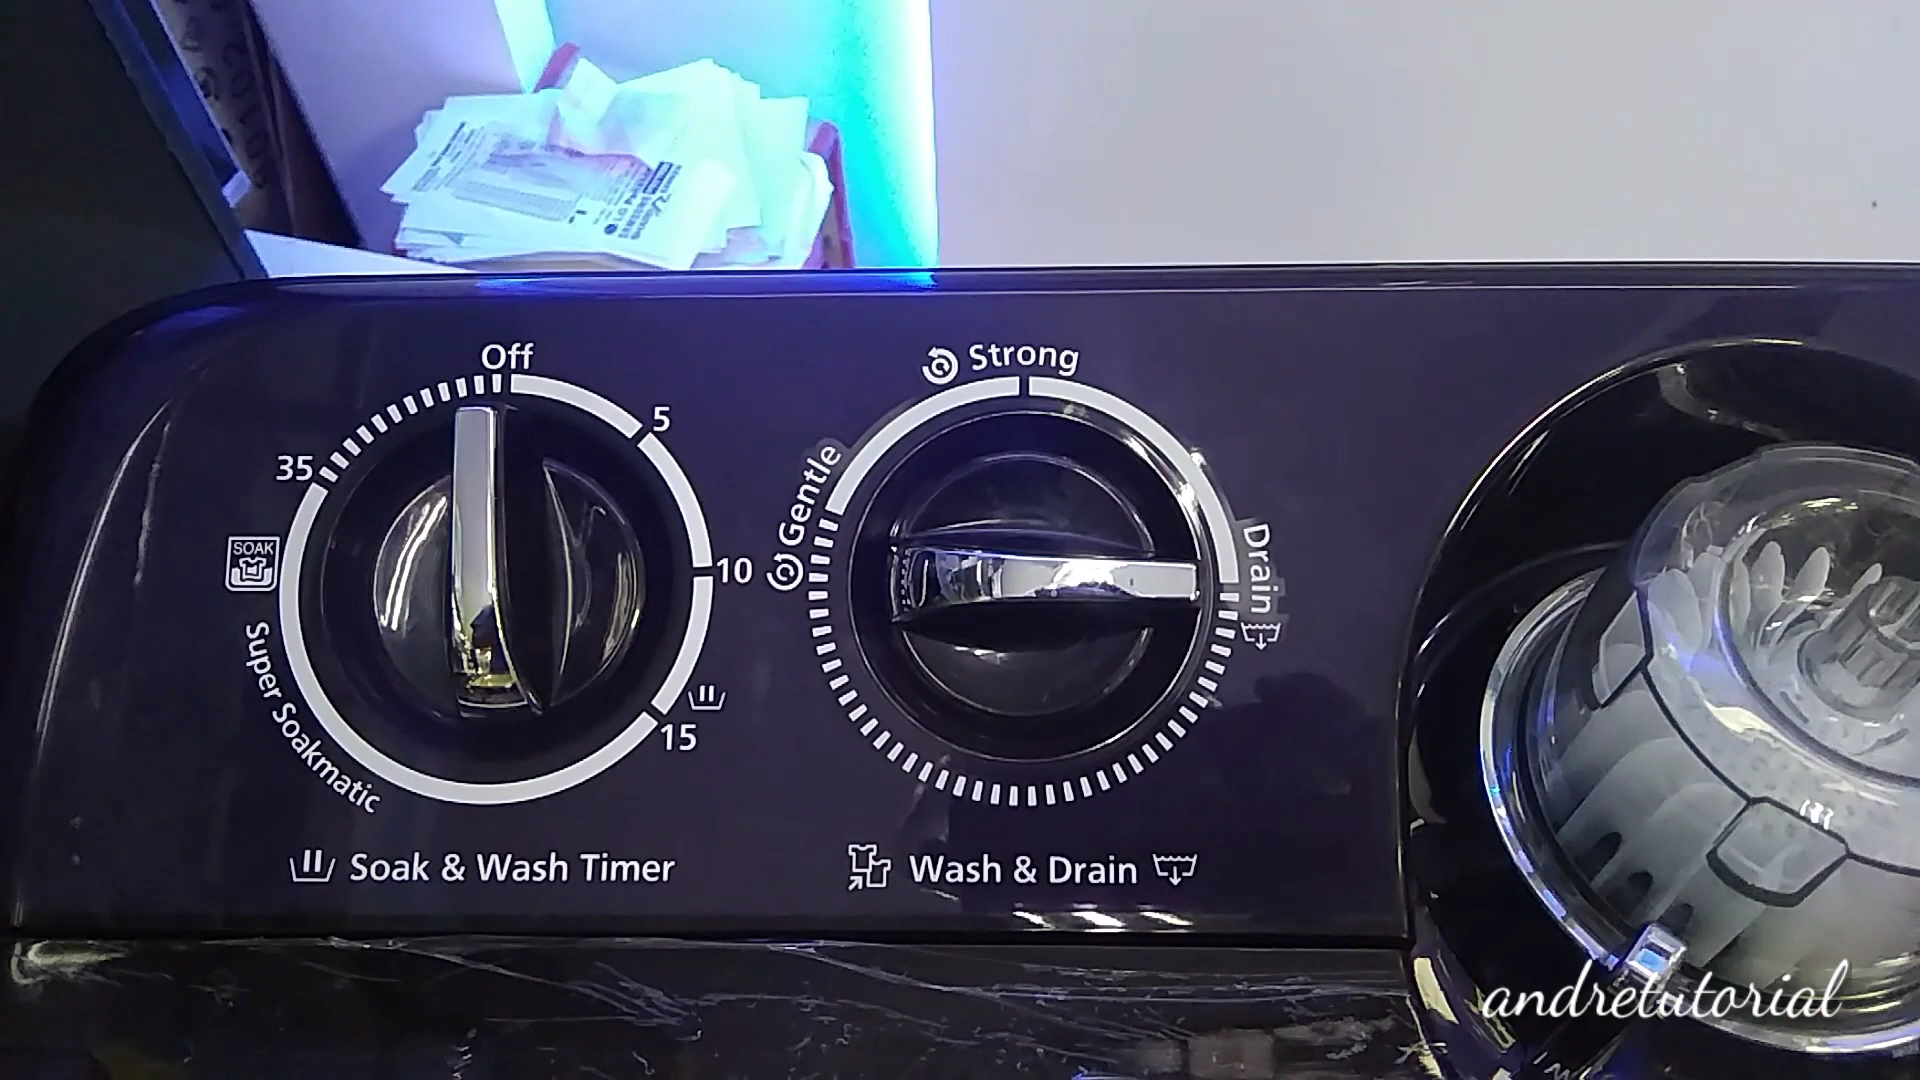 Off
5
10
15
35
SOAK
Super Soakmatic
Soak & Wash Timer
Strong
Gentle
Drain
Wash & Drain
andretutorial